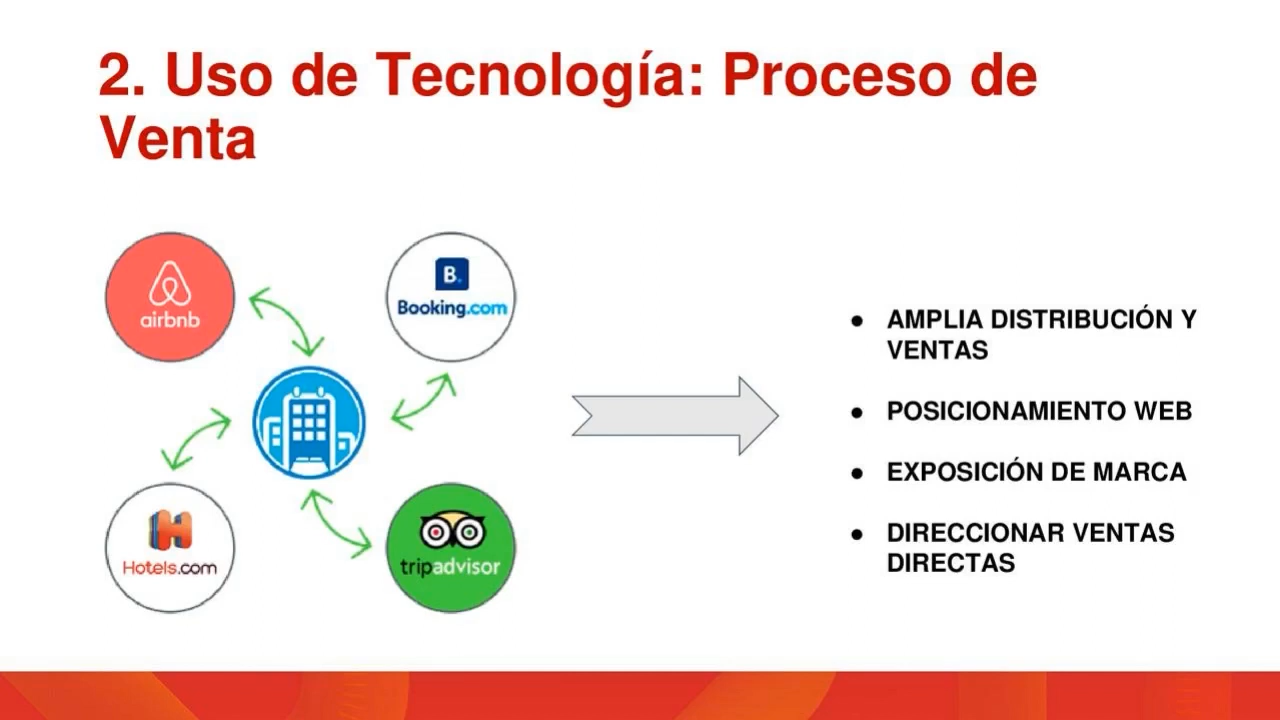 2. Uso de Tecnología: Proceso de
Venta
airbnb
B.
Booking.com
H
Hotels.com
tripadvisor
● AMPLIA DISTRIBUCIÓN Y
VENTAS
● POSICIONAMIENTO WEB
● EXPOSICIÓN DE MARCA
● DIRECCIONAR VENTAS
DIRECTAS